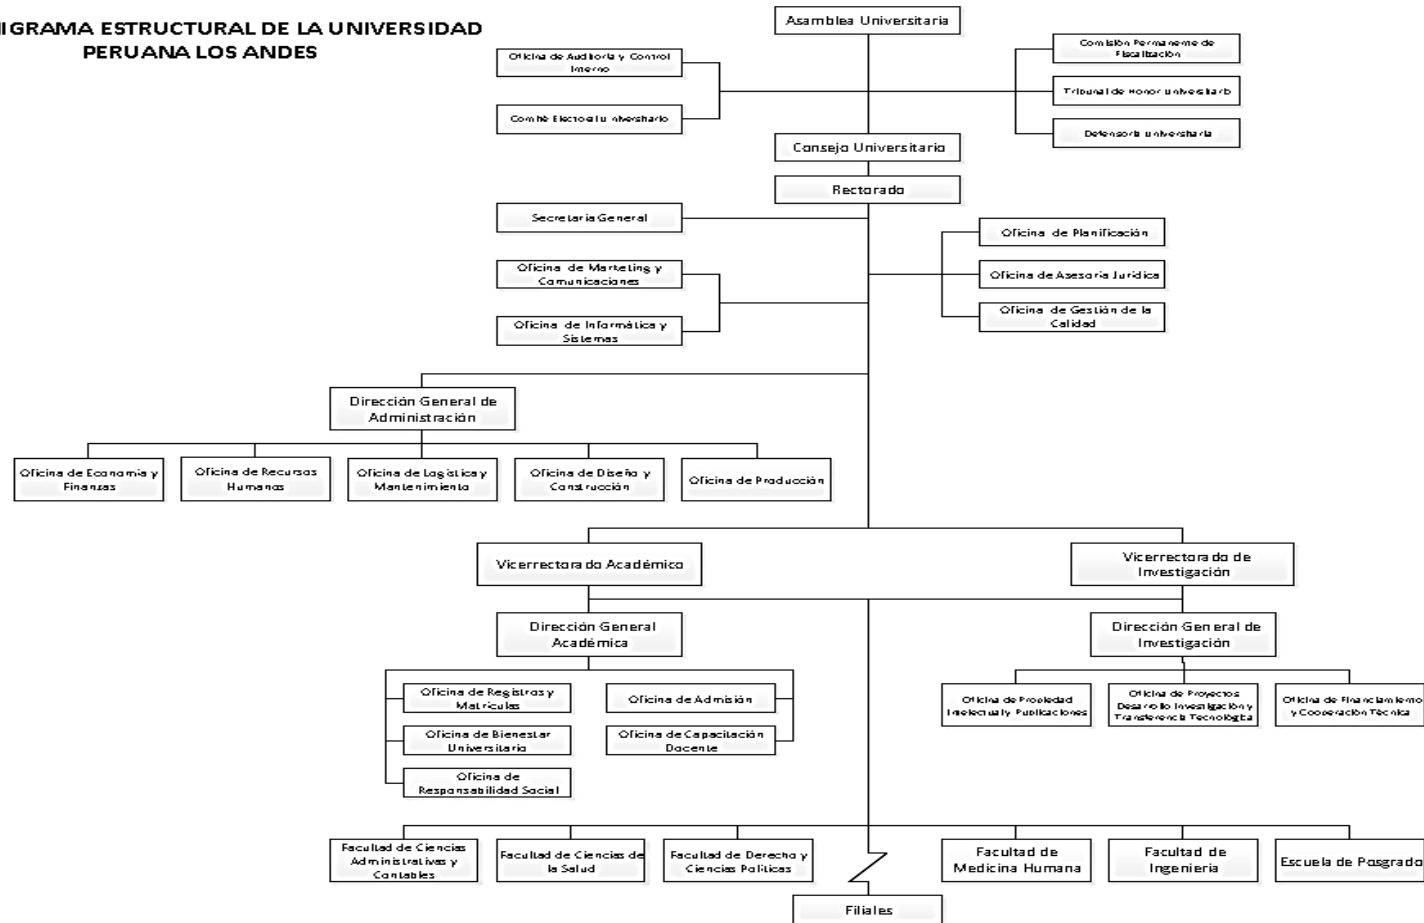 IGRAMA ESTRUCTURAL DE LA UNIVERSIDAD
PERUANA LOS ANDES
Asamblea Universitaria
Oficina de Auditoría y Control
Interno
Comisión Permanente de
Fiscalización
Tribunal de Honor Universitario
Comité Electoral Universitario
Defensoría Universitaria
Consejo Universitario
Rectorado
Secretaría General
Oficina de Planificación
Oficina de Marketing y
Comunicaciones
Oficina de Asesoría Jurídica
Oficina de Informática y
Sistemas
Oficina de Gestión de la
Calidad
Dirección General de
Administración
Oficina de Economía y
Finanzas
Oficina de Recursos
Humanos
Oficina de Logística y
Mantenimiento
Oficina de Diseño y
Construcción
Oficina de Producción
Vicerrectorado Académico
Vicerrectorado de
Investigación
Dirección General
Académica
Dirección General de
Investigación
Oficina de Registros y
Matrículas
Oficina de Admisión
Oficina de Propiedad
Intelectual y Publicaciones
Oficina de Proyectos
Desarrollo Investigación y
Transferencia Tecnológica
Oficina de Financiamiento
y Cooperación Técnica
Oficina de Bienestar
Universitario
Oficina de Capacitación
Docente
Oficina de
Responsabilidad Social
Facultad de Ciencias
Administrativas y
Contables
Facultad de Ciencias de
la Salud
Facultad de Derecho y
Ciencias Políticas
Facultad de
Medicina Humana
Facultad de
Ingeniería
Escuela de Posgrado
Filiales